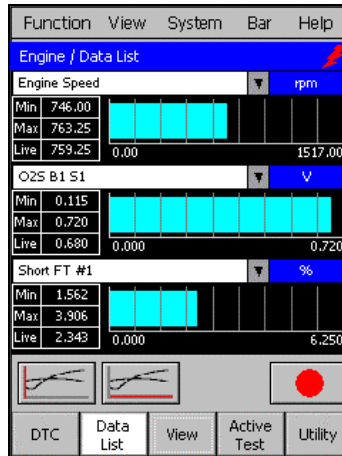 Function View System Bar Help
Engine / Data List
Engine Speed rpm
Min 746.00
Max 763.25
Live 759.25 0.00 1517.00
O2S B1 S1 V
Min 0.115
Max 0.720
Live 0.680 0.000 0.720
Short FT #1 %
Min 1.562
Max 3.906
Live 2.343 0.000 6.250
DTC Data List View Active Test Utility